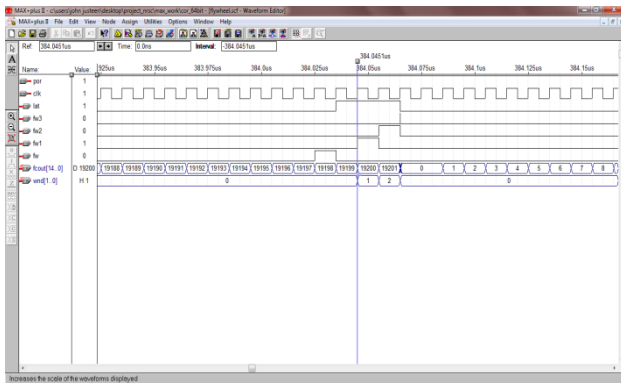 MAX+plus II - c:\users\john justeen\desktop\project_nrsc\max_work\cor_64bit - [flywheel.scf - Waveform Editor]
MAX+plus II File Edit View Node Assign Utilities Options Window Help
Ref: 384.0451us Time: 0.0ns Interval: -384.0451us
384.0451us
Name: Value: 925us 383.95us 383.975us 384.0us 384.025us 384.05us 384.075us 384.1us 384.125us 384.15us
por 1
clk 1
lat 1
fw3 0
fw2 0
fw1 1
fw 0
fcout[14..0] D 19200 19188 19189 19190 19191 19192 19193 19194 19195 19196 19197 19198 19199 19200 19201 0 1 2 3 4 5 6 7 8
wnd[1..0] H 1 0 1 2 0
Increases the scale of the waveforms displayed